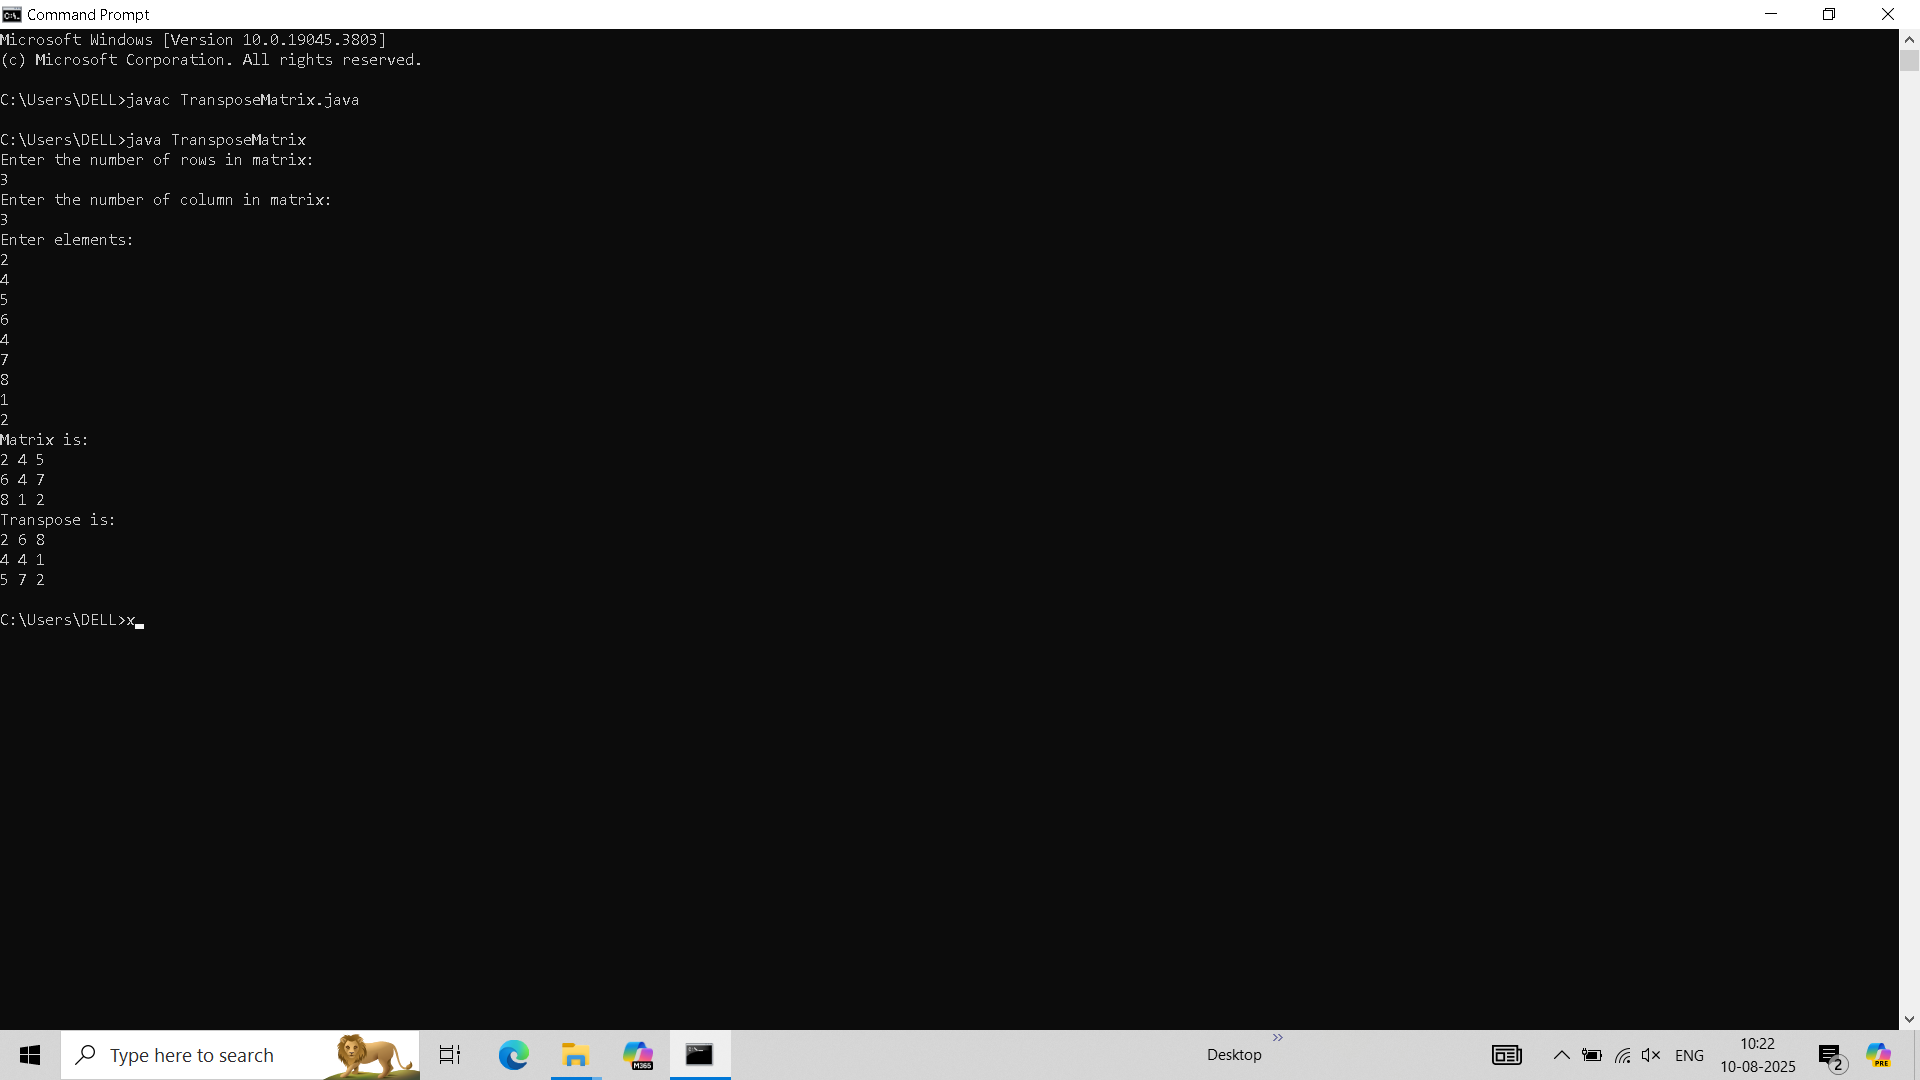 Command Prompt
Microsoft Windows [Version 10.0.19045.3803]
(c) Microsoft Corporation. All rights reserved.
C:\Users\DELL>javac TransposeMatrix.java
C:\Users\DELL>java TransposeMatrix
Enter the number of rows in matrix:
3
Enter the number of column in matrix:
3
Enter elements:
2
4
5
6
4
7
8
1
2
Matrix is:
2 4 5
6 4 7
8 1 2
Transpose is:
2 6 8
4 4 1
5 7 2
C:\Users\DELL>x
Type here to search
M365
Desktop
ENG
10:22
10-08-2025
2
PRE